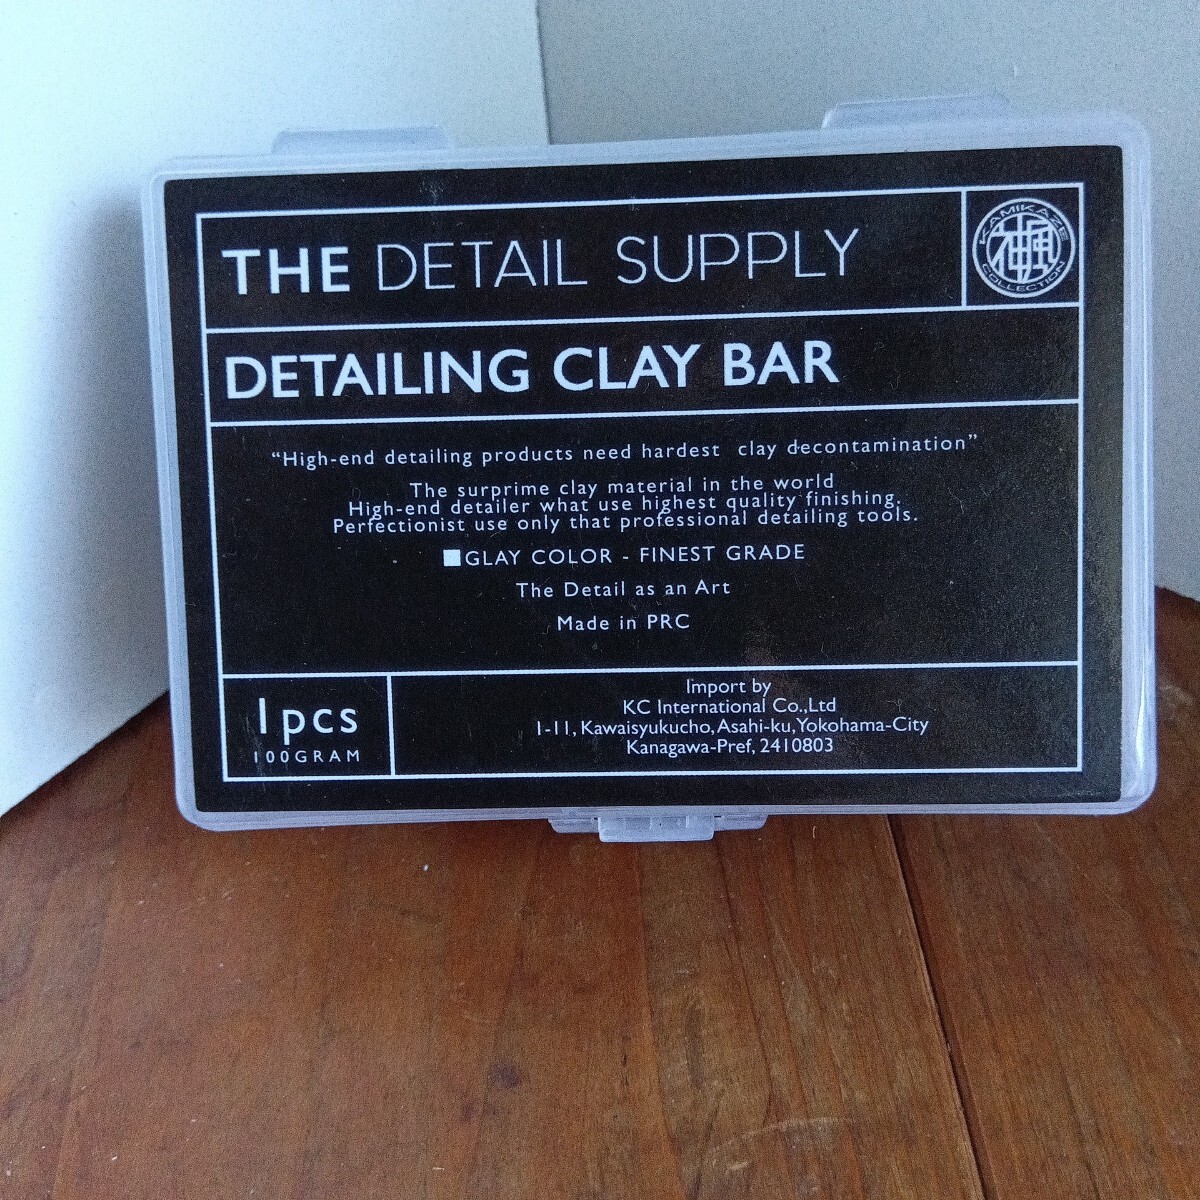 THE DETAIL SUPPLY
KAMIKAZE
神風
COLLECTION
DETAILING CLAY BAR
“High-end detailing products need hardest clay decontamination”
The surprime clay material in the world
High-end detailer what use highest quality finishing.
Perfectionist use only that professional detailing tools.
■GLAY COLOR - FINEST GRADE
The Detail as an Art
Made in PRC
1pcs
100GRAM
Import by
KC International Co.,Ltd
1-11, Kawaisyukucho, Asahi-ku, Yokohama-City
Kanagawa-Pref, 2410803